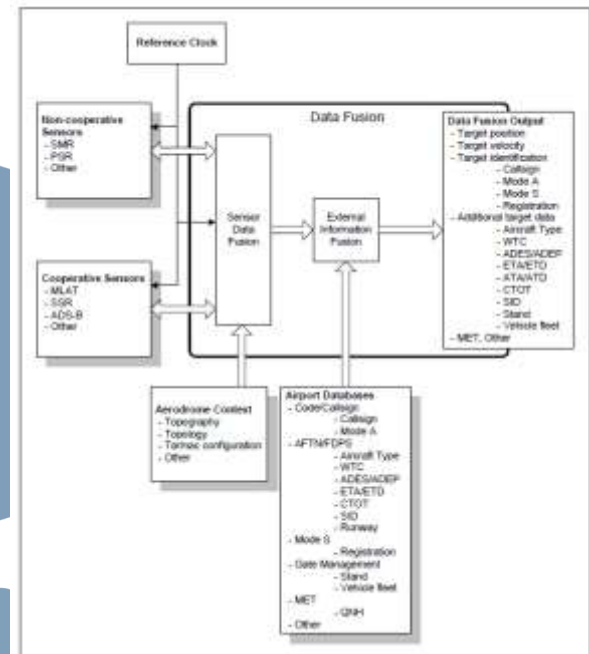 Reference Clock
Non-cooperative
Sensors
- SMR
- PSR
- Other
Cooperative Sensors
- MLAT
- SSR
- ADS-B
- Other
Data Fusion
Sensor
Data
Fusion
External
Information
Fusion
Data Fusion Output
- Target position
- Target velocity
- Target identification
- Callsign
- Mode A
- Mode S
- Registration
- Additional target data
- Aircraft Type
- WTC
- ADES/ADEP
- ETA/ETD
- ATA/ATD
- CTOT
- SID
- Stand
- Vehicle fleet
- MET, Other
Aerodrome Context
- Topography
- Topology
- Tarmac configuration
- Other
Airport Databases
- Code/Callsign
- Callsign
- Mode A
- AFTN/FDPS
- Aircraft Type
- WTC
- ADES/ADEP
- ETA/ETD
- CTOT
- SID
- Runway
- Mode S
- Registration
- Gate Management
- Stand
- Vehicle fleet
- MET
- QNH
- Other